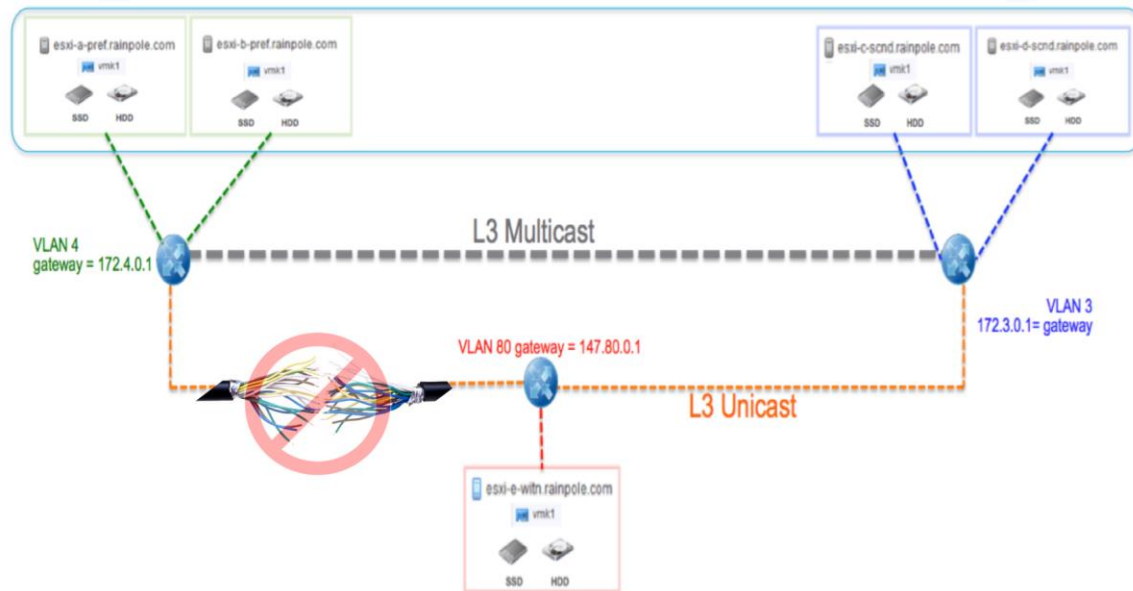 esxi-a-pref.rainpole.com
vmk1
SSD HDD
esxi-b-pref.rainpole.com
vmk1
SSD HDD
esxi-c-scnd.rainpole.com
vmk1
SSD HDD
esxi-d-scnd.rainpole.com
vmk1
SSD HDD
L3 Multicast
VLAN 4
gateway = 172.4.0.1
VLAN 3
172.3.0.1= gateway
VLAN 80 gateway = 147.80.0.1
L3 Unicast
esxi-e-witn.rainpole.com
vmk1
SSD HDD